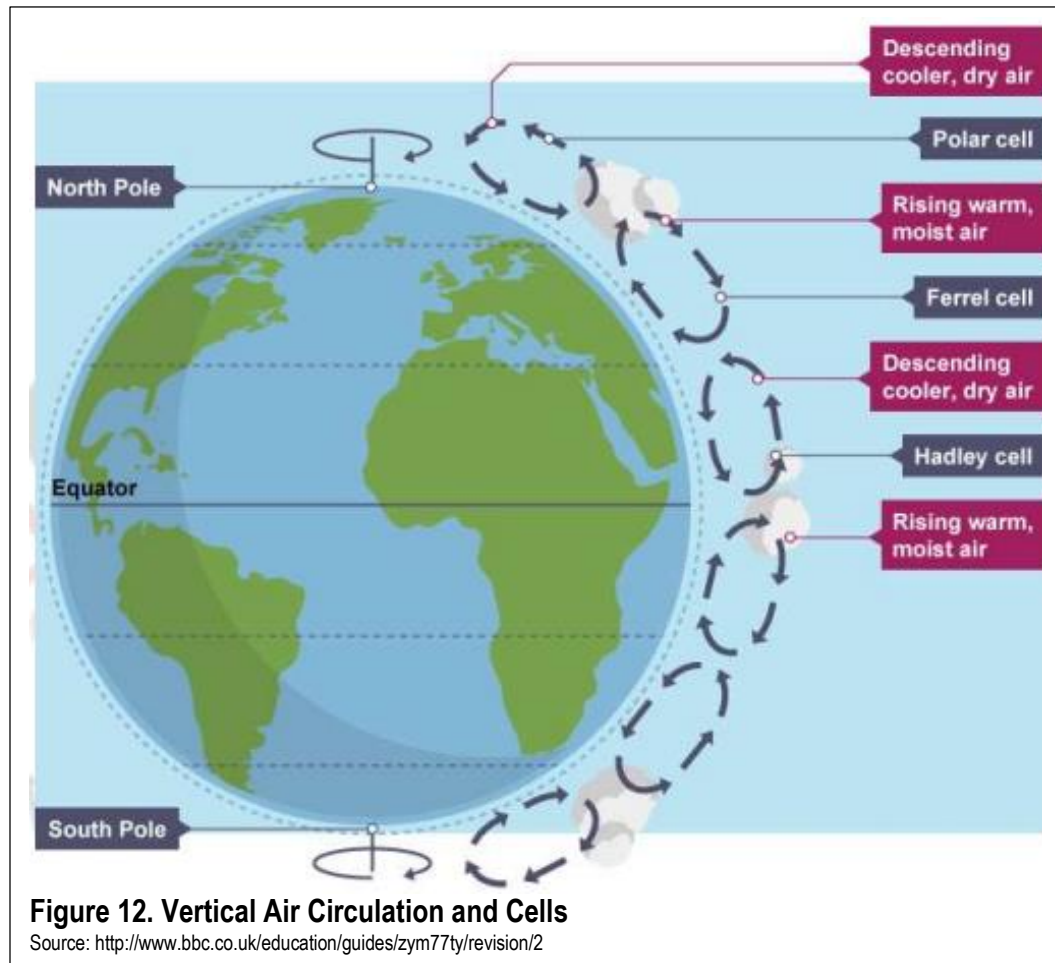 Descending
cooler, dry air
Polar cell
North Pole
Rising warm,
moist air
Ferrel cell
Descending
cooler, dry air
Hadley cell
Equator
Rising warm,
moist air
South Pole
Figure 12. Vertical Air Circulation and Cells
Source: http://www.bbc.co.uk/education/guides/zym77ty/revision/2